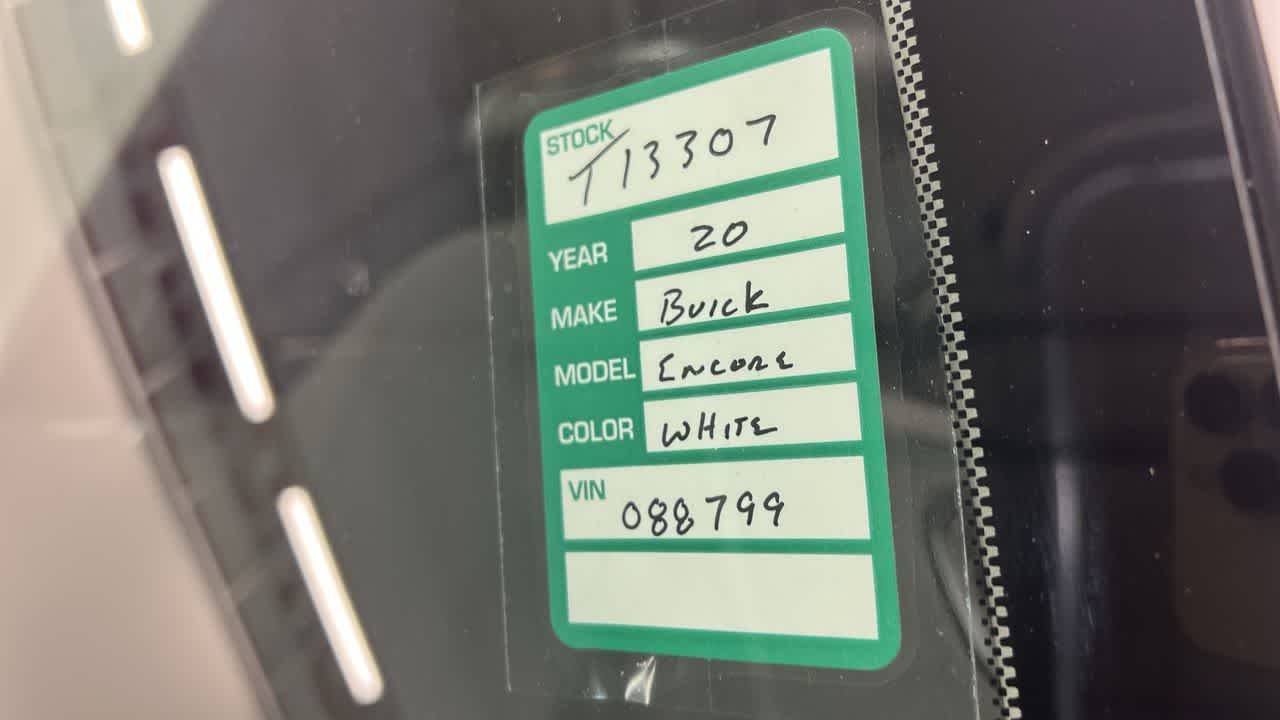 STOCK
T13307
YEAR 20
MAKE Buick
MODEL ENCORE
COLOR WHITE
VIN 088799